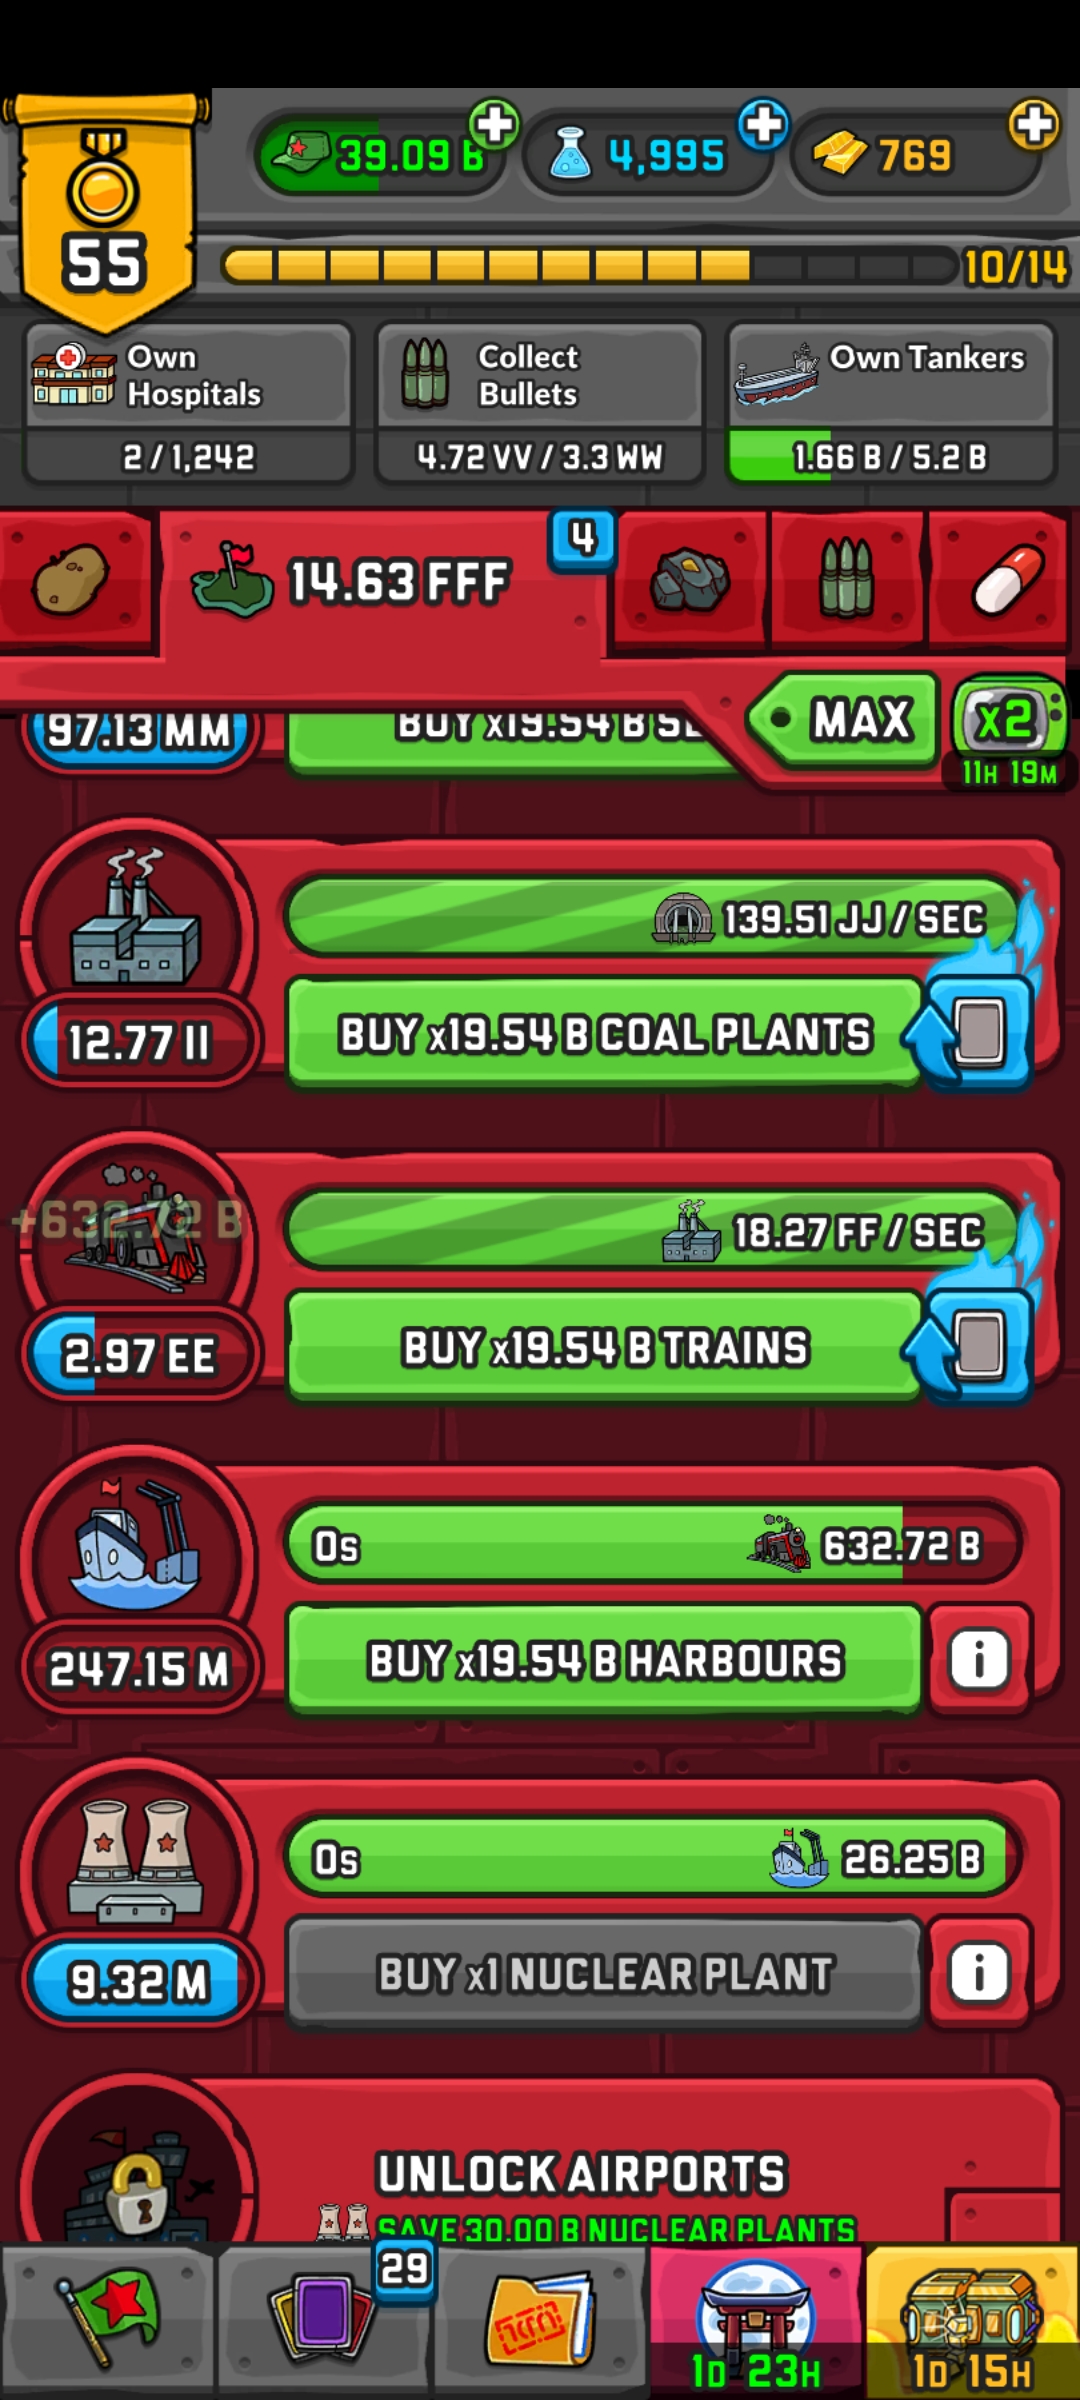 39.09 B
4,995
769
55
10/14
Own
Hospitals
2 / 1,242
Collect
Bullets
4.72 VV / 3.3 WW
Own Tankers
1.66 B / 5.2 B
14.63 FFF
4
MAX
x2
11H 19M
97.13 MM
BUY x19.54 B
139.51 JJ / SEC
12.77 II
BUY x19.54 B COAL PLANTS
+632.72 B
18.27 FF / SEC
2.97 EE
BUY x19.54 B TRAINS
0s
632.72 B
247.15 M
BUY x19.54 B HARBOURS
i
0s
26.25 B
9.32 M
BUY x1 NUCLEAR PLANT
i
UNLOCK AIRPORTS
SAVE 30.00 B NUCLEAR PLANTS
29
1D 23H
1D 15H